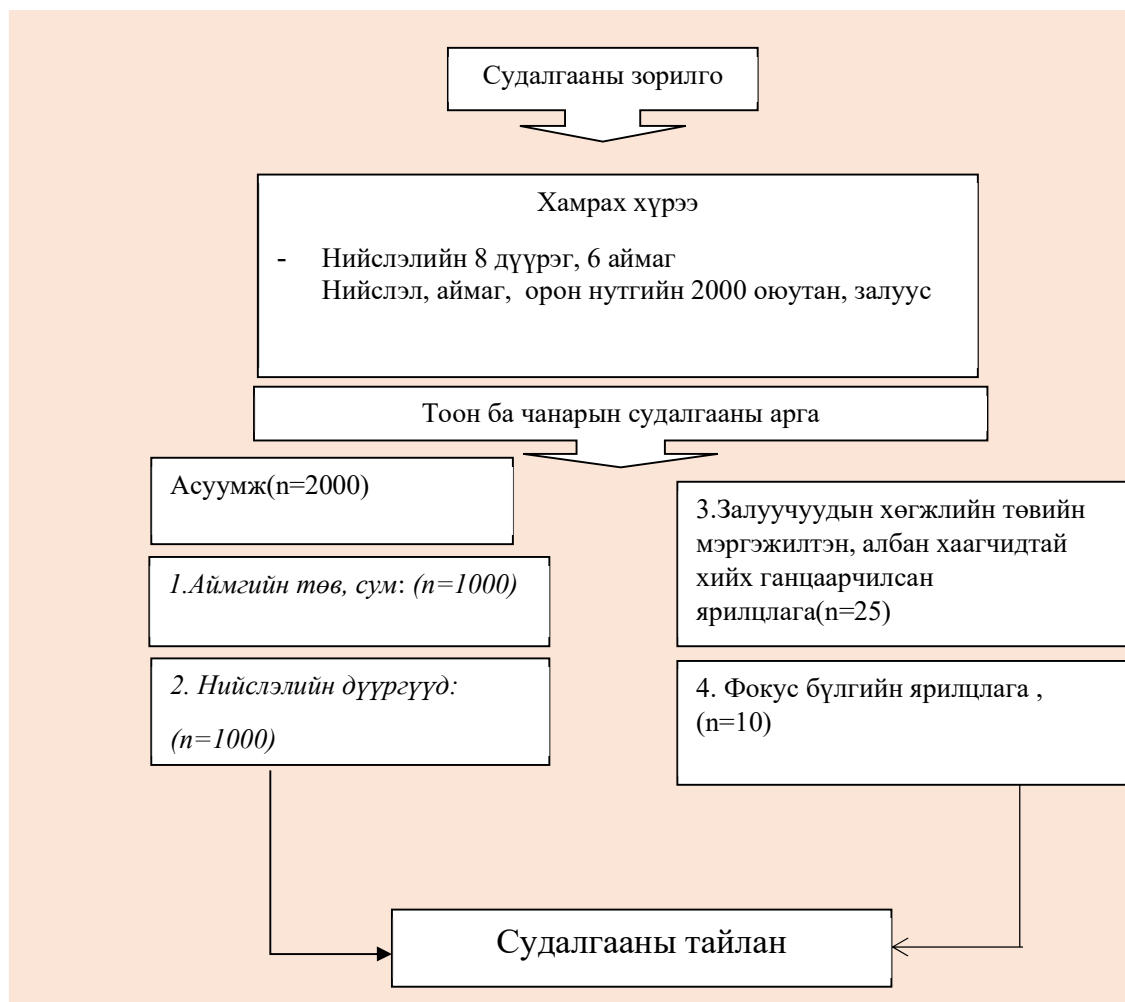 Судалгааны зорилго
Хамрах хүрээ
- Нийслэлийн 8 дүүрэг, 6 аймаг
Нийслэл, аймаг, орон нутгийн 2000 оюутан, залуус
Тоон ба чанарын судалгааны арга
Асуумж(n=2000)
1.Аймгийн төв, сум: (n=1000)
2. Нийслэлийн дүүргүүд:
(n=1000)
3.Залуучуудын хөгжлийн төвийн
мэргэжилтэн, албан хаагчидтай
хийх ганцаарчилсан
ярилцлага(n=25)
4. Фокус бүлгийн ярилцлага ,
(n=10)
Судалгааны тайлан